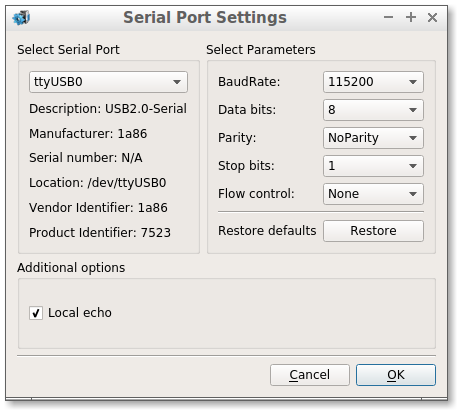 Serial Port Settings
Select Serial Port
ttyUSB0
Description: USB2.0-Serial
Manufacturer: 1a86
Serial number: N/A
Location: /dev/ttyUSB0
Vendor Identifier: 1a86
Product Identifier: 7523
Select Parameters
BaudRate: 115200
Data bits: 8
Parity: NoParity
Stop bits: 1
Flow control: None
Restore defaults Restore
Additional options
Local echo
Cancel OK